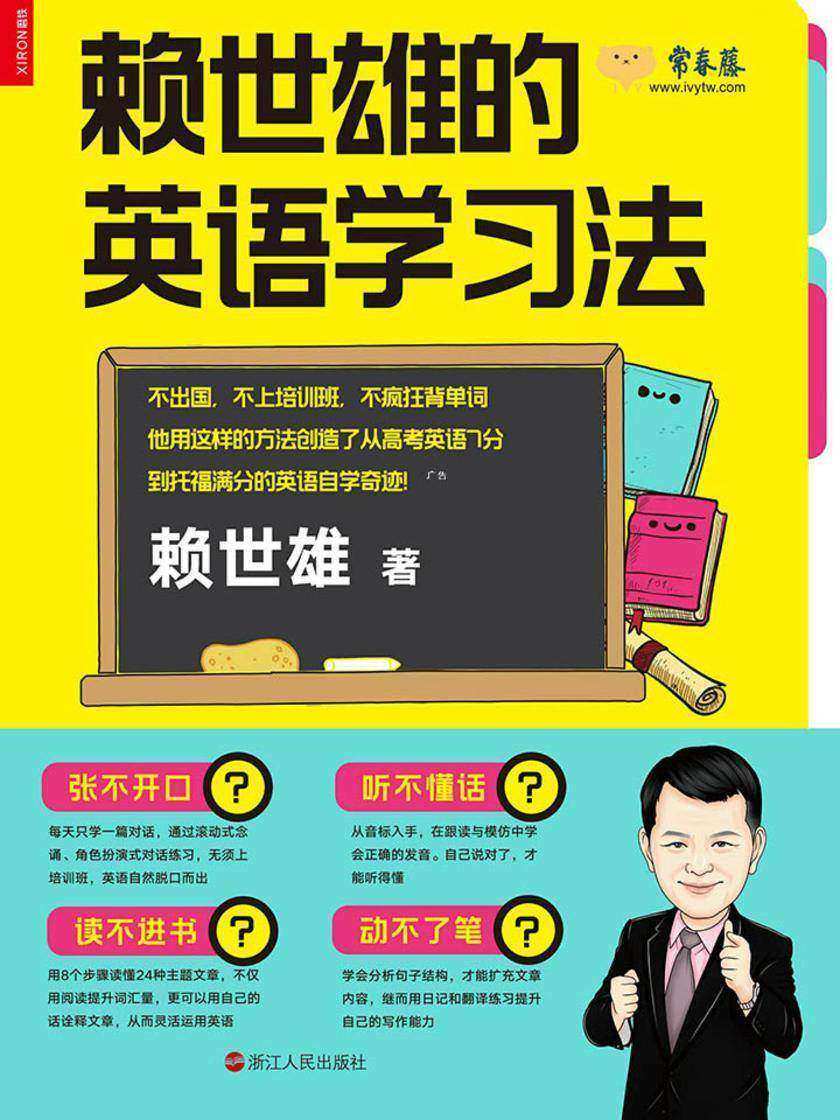 XIRON磨铁
赖世雄的
常春藤
www.ivytw.com
英语学习法
不出国，不上培训班，不疯狂背单词
他用这样的方法创造了从高考英语7分
到托福满分的英语自学奇迹！ 广告
赖世雄 著
张不开口？
每天只学一篇对话，通过滚动式念
诵、角色扮演式对话练习，无须上
培训班，英语自然脱口而出
听不懂话？
从音标入手，在跟读与模仿中学
会正确的发音。自己说对了，才
能听得懂
读不进书？
用8个步骤读懂24种主题文章，不仅
用阅读提升词汇量，更可以用自己的
话诠释文章，从而灵活运用英语
动不了笔？
学会分析句子结构，才能扩充文章
内容，继而用日记和翻译练习提升
自己的写作能力
浙江人民出版社